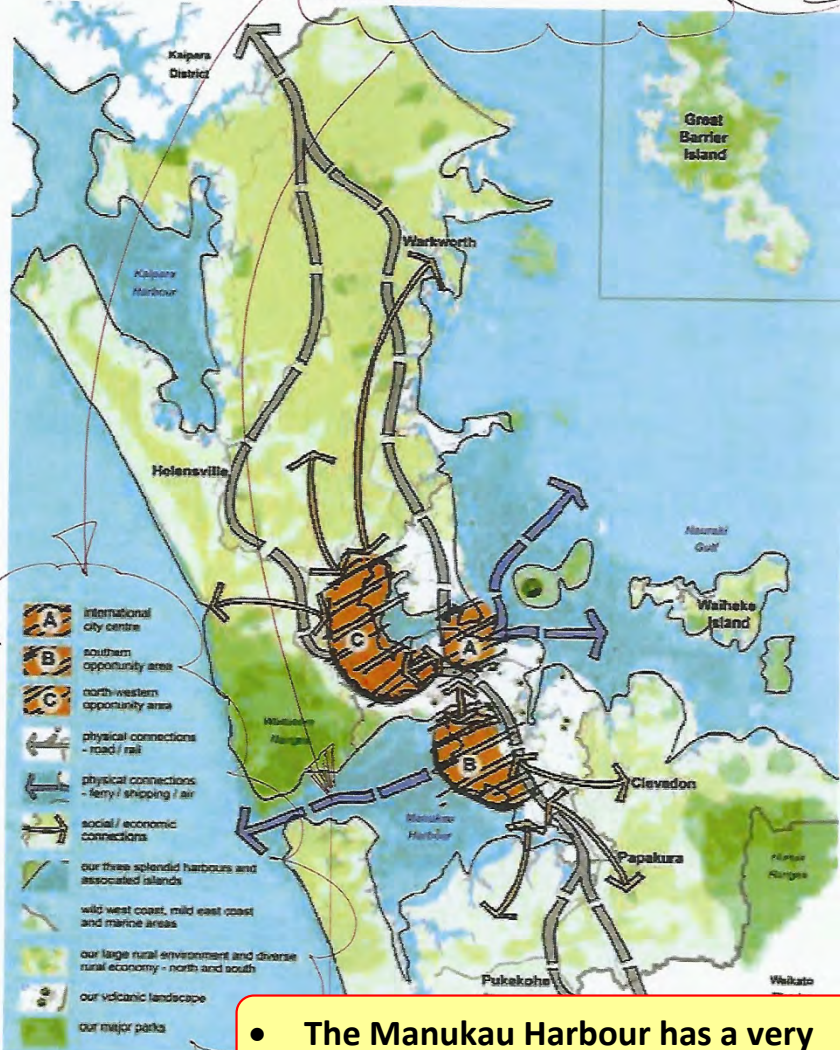 Kaipara
District
Great
Barrier
Island
Warkworth
Kaipara
Harbour
Helensville
Hauraki
Gulf
Waiheke
Island
A
C
B
Waitakere
Ranges
Manukau
Harbour
Clevedon
Papakura
Hunua
Ranges
Pukekohe
Waikato
A international
city centre
B southern
opportunity area
C north-western
opportunity area
physical connections
- road / rail
physical connections
- ferry / shipping / air
social / economic
connections
our three splendid harbours and
associated islands
wild west coast, mild east coast
and marine areas
our large rural environment and diverse
rural economy - north and south
our volcanic landscape
our major parks
• The Manukau Harbour has a very